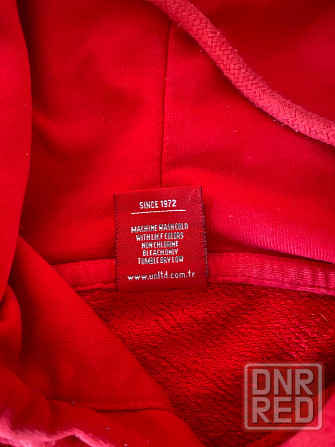 SINCE 1972
MACHINE WASH COLD
WITH LIKE COLORS
NON CHLORINE
BLEACH ONLY
TUMBLE DRY LOW
www.unltd.com.tr
DNR
RED